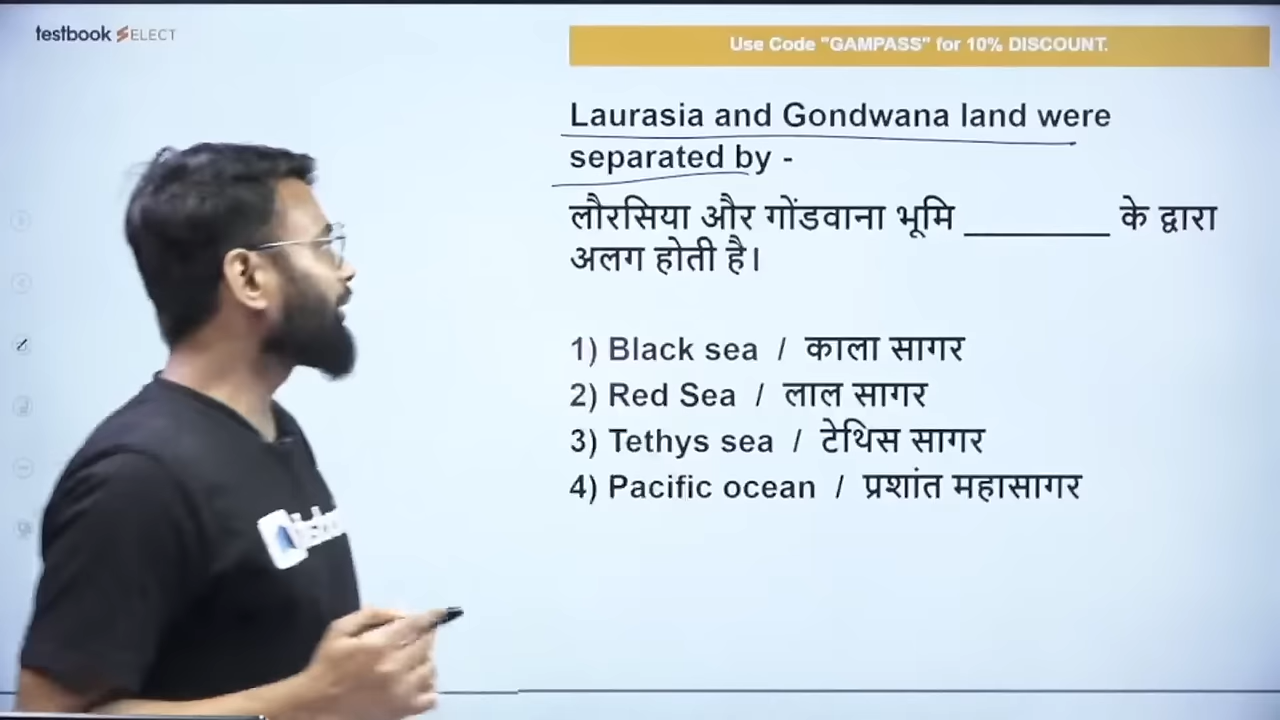 testbook SELECT
Use Code "GAMPASS" for 10% DISCOUNT.
Laurasia and Gondwana land were
separated by -
लौरसिया और गोंडवाना भूमि ________ के द्वारा
अलग होती है।
1) Black sea / काला सागर
2) Red Sea / लाल सागर
3) Tethys sea / टेथिस सागर
4) Pacific ocean / प्रशांत महासागर